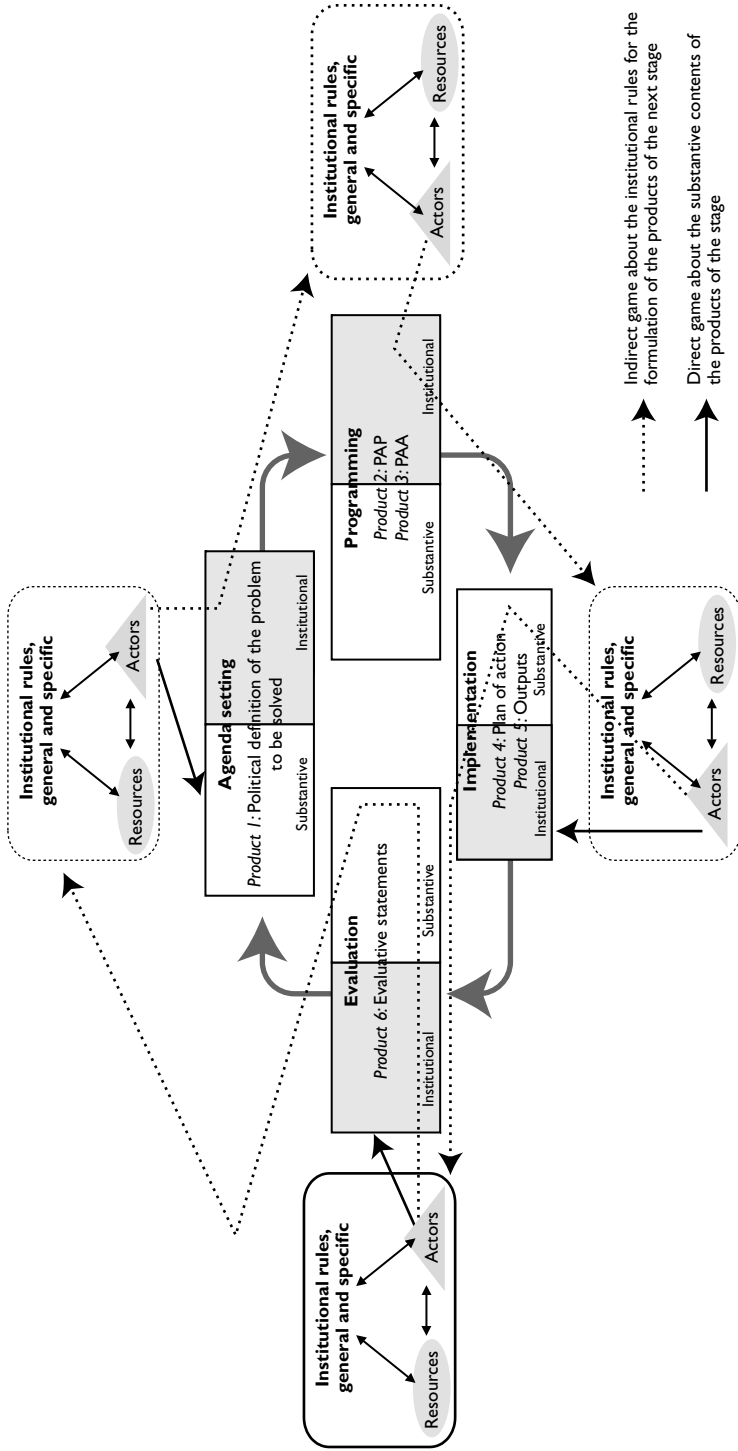 Institutional rules,
general and specific
Resources
Actors
Agenda setting
Product 1: Political definition of the problem
to be solved
Substantive
Institutional
Institutional rules,
general and specific
Resources
Actors
Evaluation
Product 6: Evaluative statements
Institutional
Substantive
Programming
Product 2: PAP
Product 3: PAA
Substantive
Institutional
Institutional rules,
general and specific
Actors
Resources
Implementation
Product 4: Plan of action
Product 5: Outputs
Institutional
Substantive
Institutional rules,
general and specific
Actors
Resources
Indirect game about the institutional rules for the
formulation of the products of the next stage
Direct game about the substantive contents of
the products of the stage